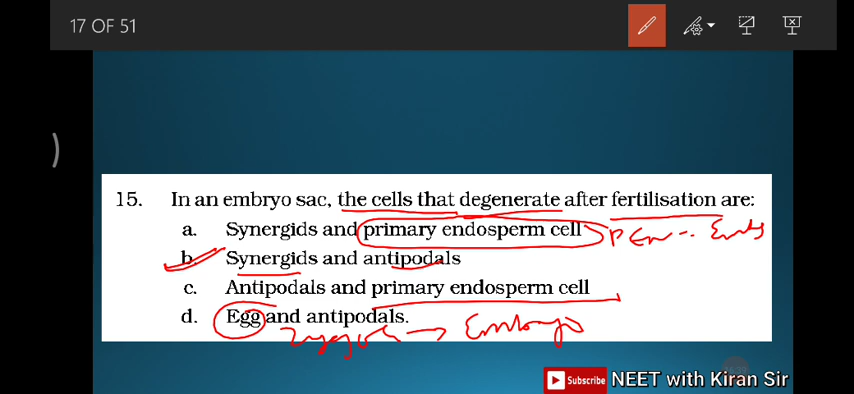 17 OF 51
15. In an embryo sac, the cells that degenerate after fertilisation are:
a. Synergids and primary endosperm cell
b. Synergids and antipodals
c. Antipodals and primary endosperm cell
d. Egg and antipodals.
→ Embryo
Subscribe NEET with Kiran Sir